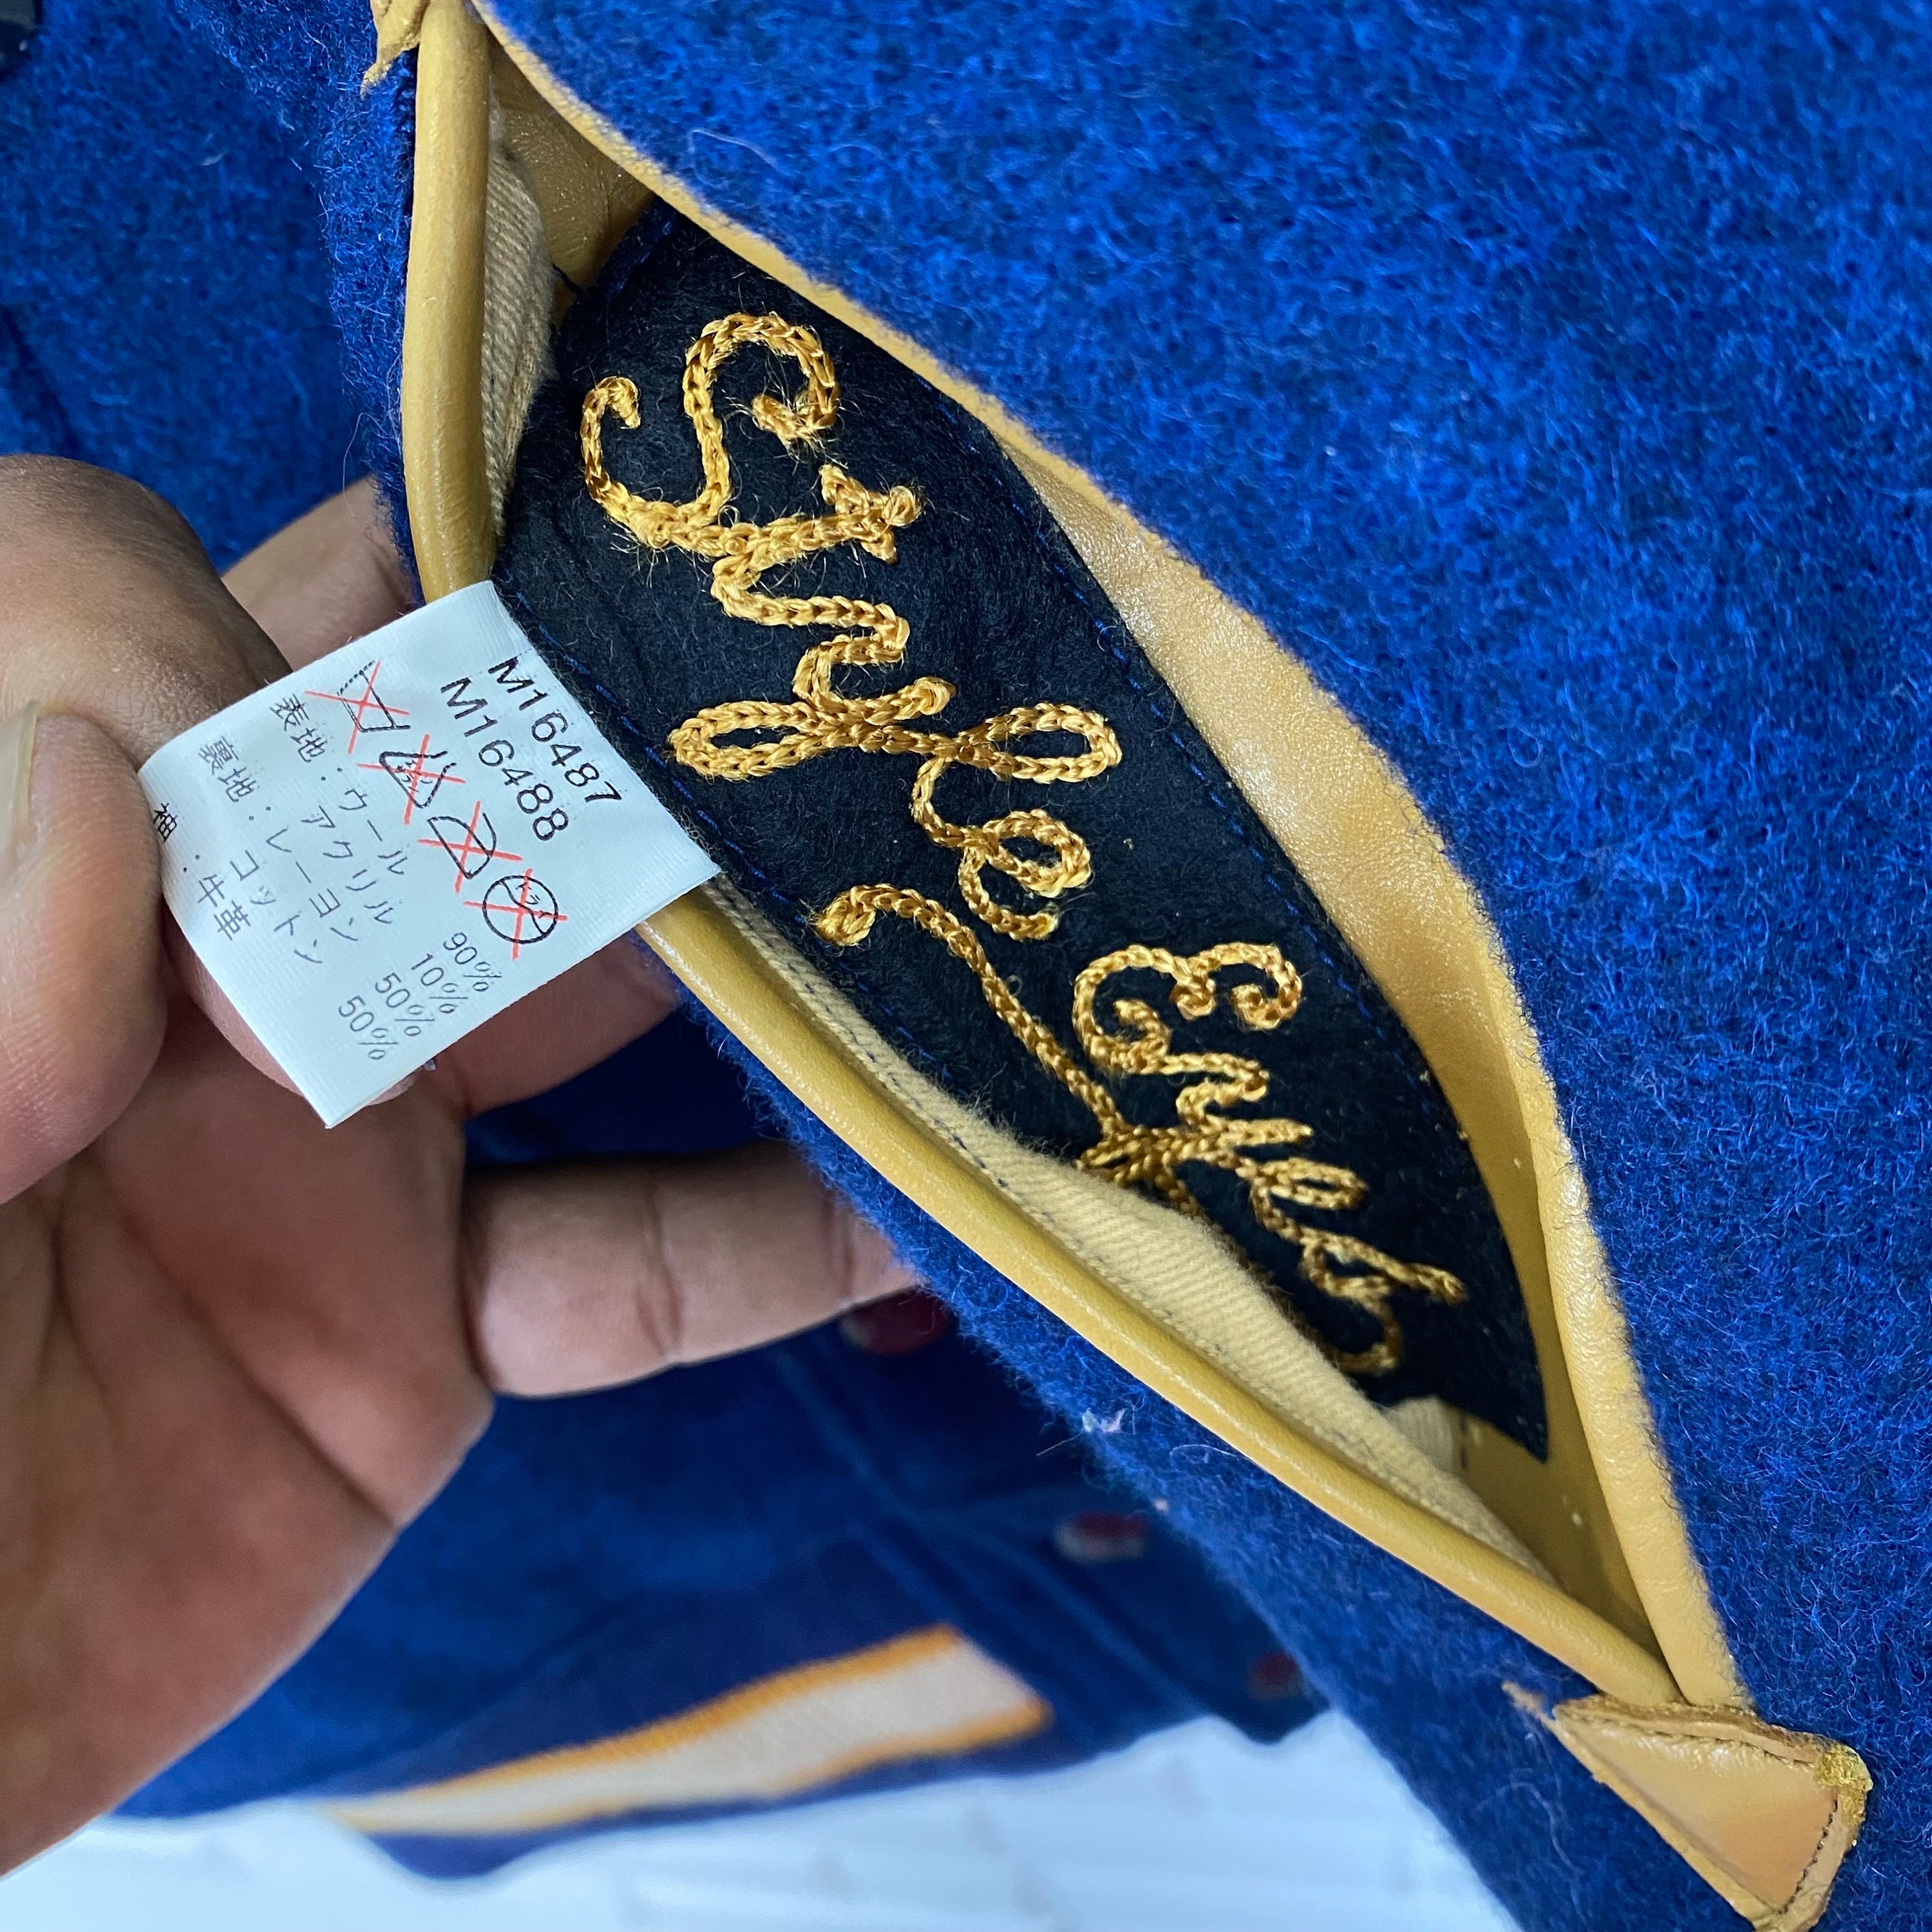 Style Eyes
M16487
M16488
表地:ウール 90%
アクリル 10%
裏地:レーヨン 50%
コットン 50%
袖:牛革